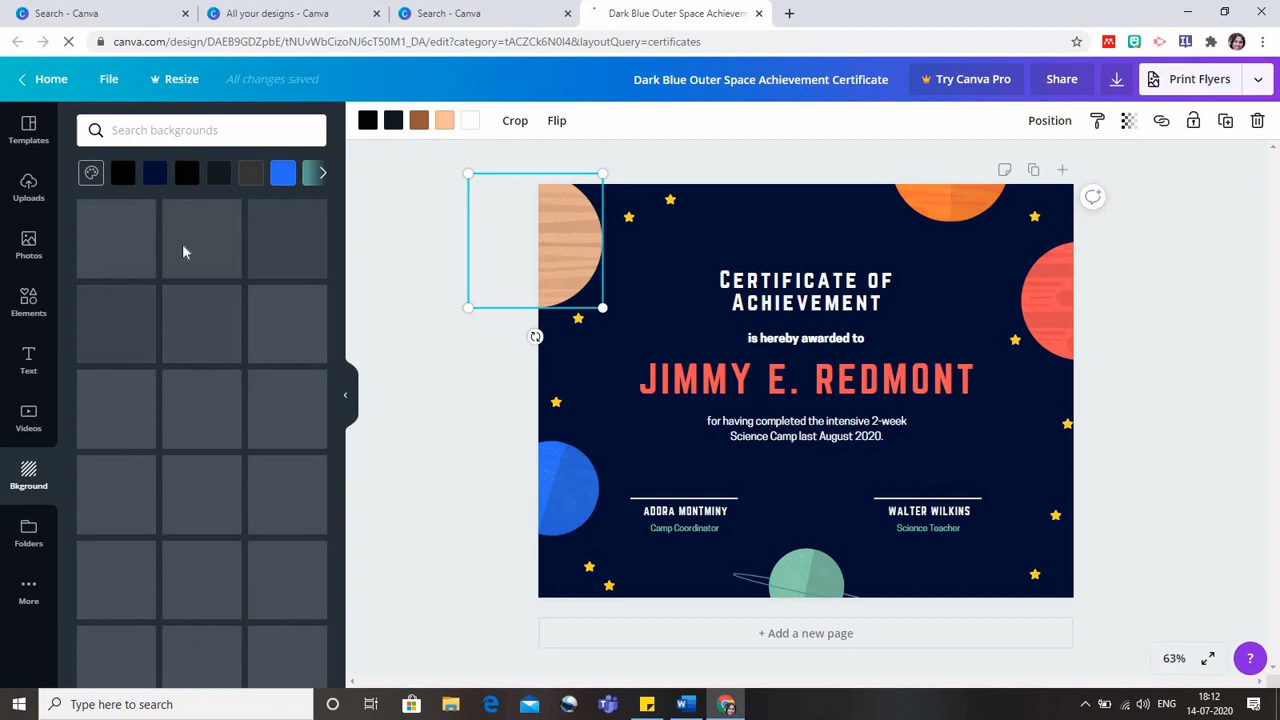 Search - Canva
All your designs - Canva
Search - Canva
Dark Blue Outer Space Achievem
canva.com/design/DAEB9GDZpbE/tNUvWbCizoNJ6cT50M1_DA/edit?category=tACZCk6N0I4&layoutQuery=certificates
Home
File
Resize
All changes saved
Dark Blue Outer Space Achievement Certificate
Try Canva Pro
Share
Print Flyers
Search backgrounds
Crop
Flip
Position
Templates
Uploads
Photos
Elements
Text
Videos
Bkground
Folders
More
CERTIFICATE OF
ACHIEVEMENT
is hereby awarded to
JIMMY E. REDMONT
for having completed the intensive 2-week
Science Camp last August 2020.
ADORA MONTMINY
Camp Coordinator
WALTER WILKINS
Science Teacher
+ Add a new page
63%
?
Type here to search
ENG
18:12
14-07-2020